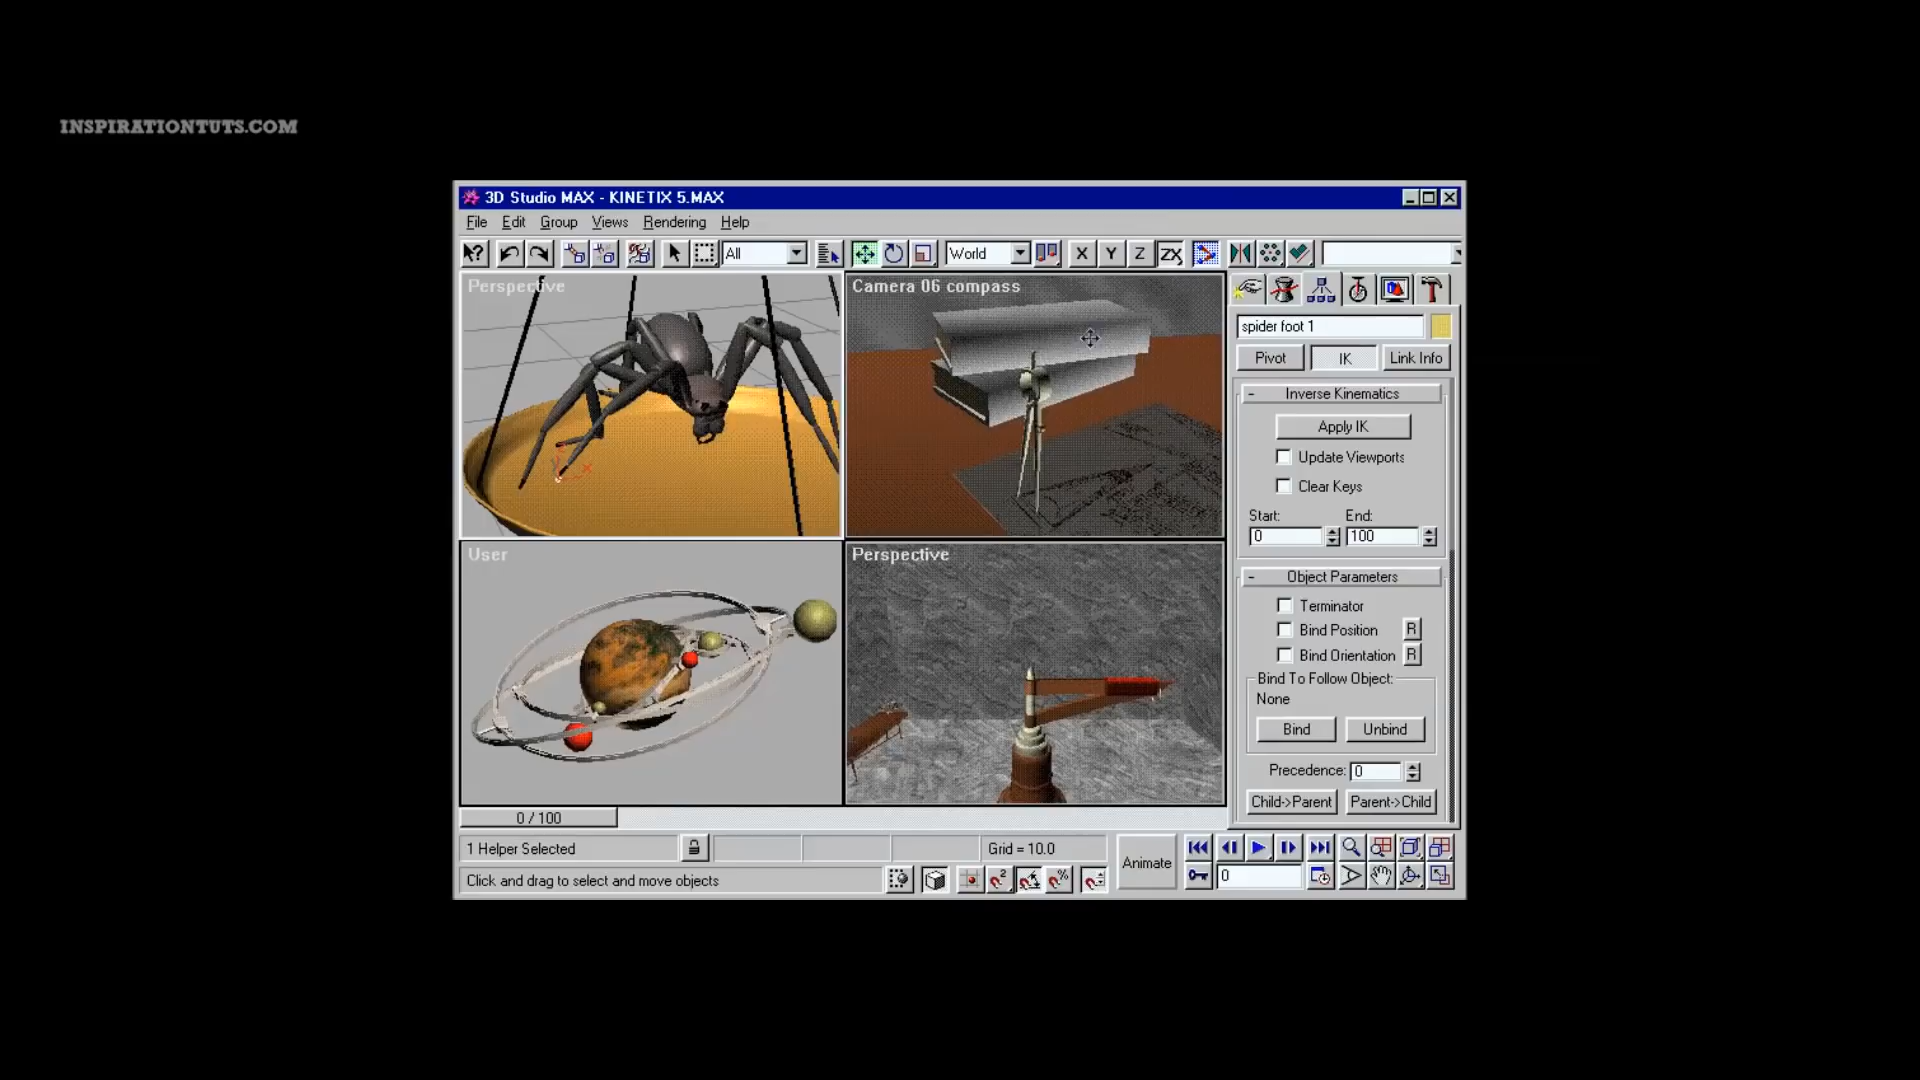 INSPIRATIONTUTS.COM
3D Studio MAX - KINETIX 5.MAX
File Edit Group Views Rendering Help
All World X Y Z ZX
Perspective
Camera 06 compass
User
Perspective
spider foot 1
Pivot IK Link Info
- Inverse Kinematics
Apply IK
Update Viewports
Clear Keys
Start: End:
0 100
- Object Parameters
Terminator
Bind Position R
Bind Orientation R
Bind To Follow Object:
None
Bind Unbind
Precedence: 0
Child->Parent Parent->Child
0 / 100
1 Helper Selected Grid = 10.0
Animate
0
Click and drag to select and move objects